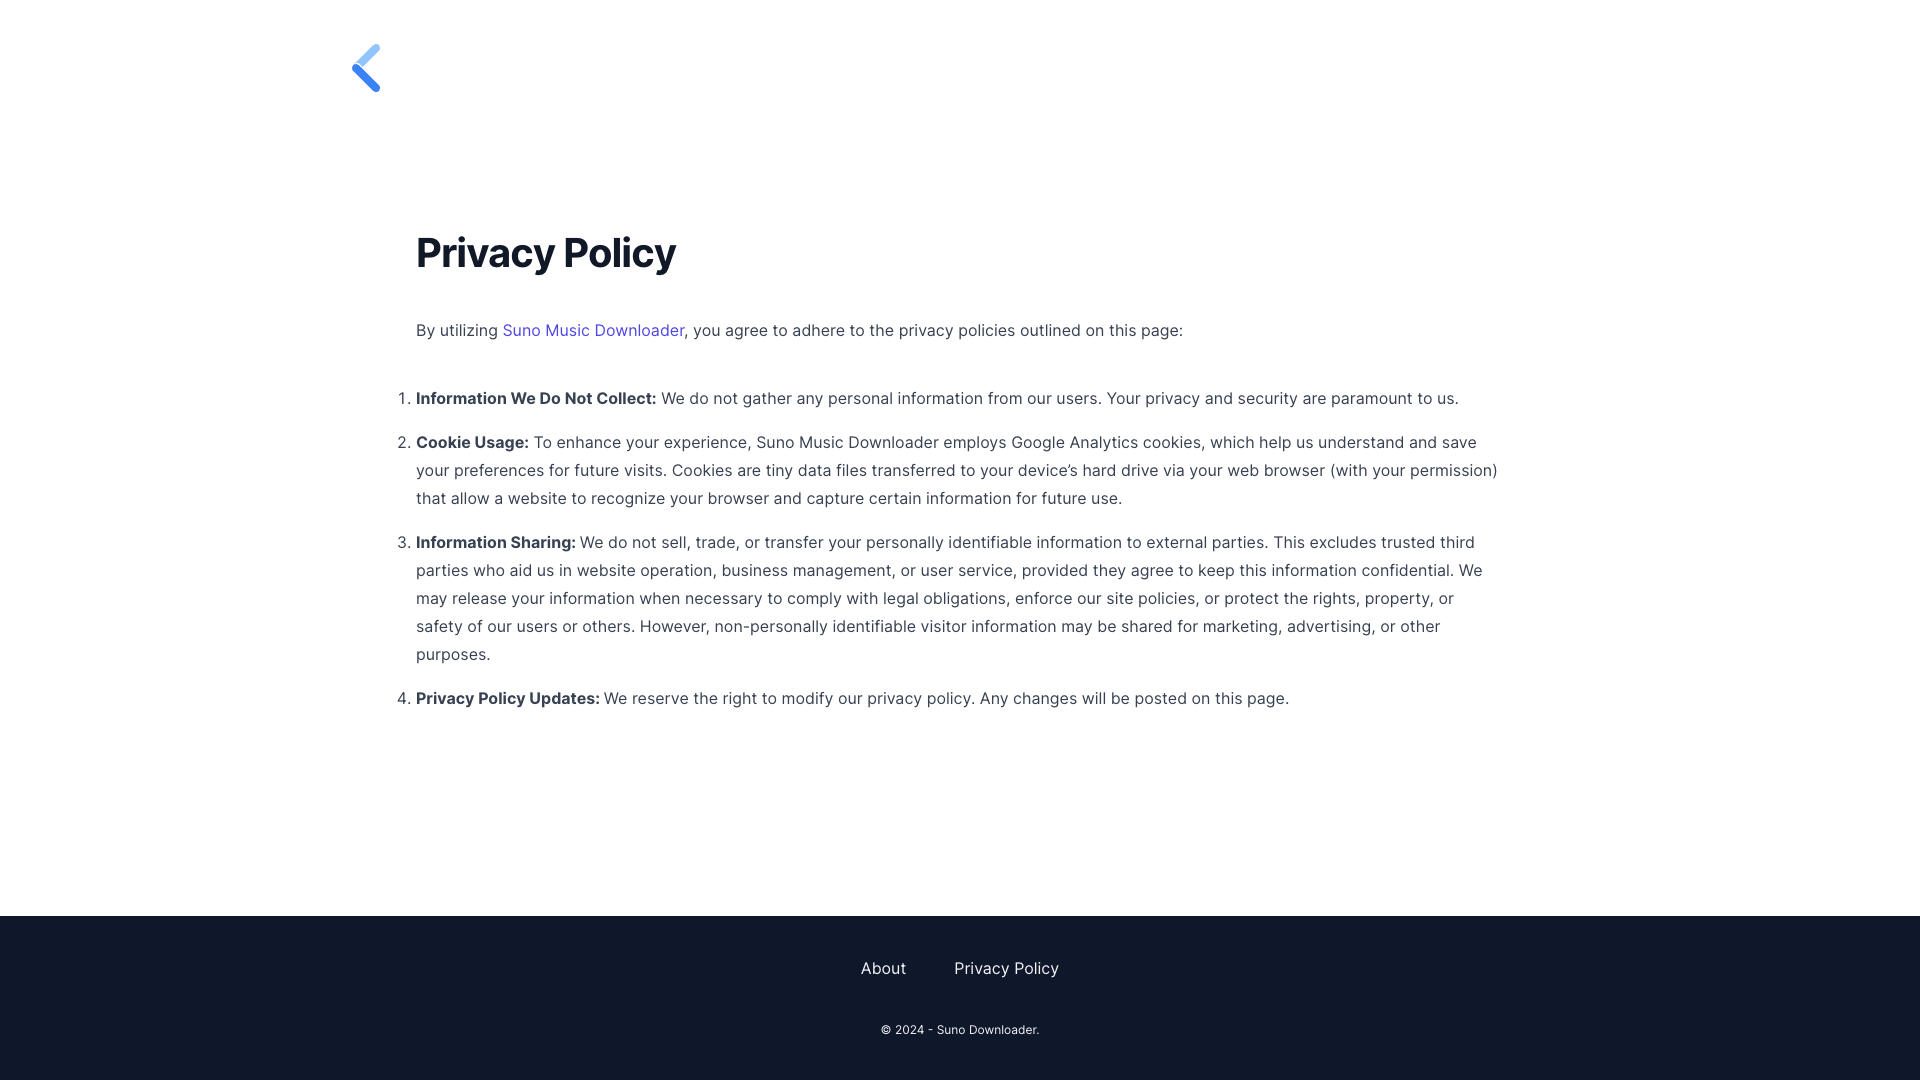 Privacy Policy
By utilizing Suno Music Downloader, you agree to adhere to the privacy policies outlined on this page:
1. Information We Do Not Collect: We do not gather any personal information from our users. Your privacy and security are paramount to us.
2. Cookie Usage: To enhance your experience, Suno Music Downloader employs Google Analytics cookies, which help us understand and save
your preferences for future visits. Cookies are tiny data files transferred to your device’s hard drive via your web browser (with your permission)
that allow a website to recognize your browser and capture certain information for future use.
3. Information Sharing: We do not sell, trade, or transfer your personally identifiable information to external parties. This excludes trusted third
parties who aid us in website operation, business management, or user service, provided they agree to keep this information confidential. We
may release your information when necessary to comply with legal obligations, enforce our site policies, or protect the rights, property, or
safety of our users or others. However, non-personally identifiable visitor information may be shared for marketing, advertising, or other
purposes.
4. Privacy Policy Updates: We reserve the right to modify our privacy policy. Any changes will be posted on this page.
About Privacy Policy
© 2024 - Suno Downloader.